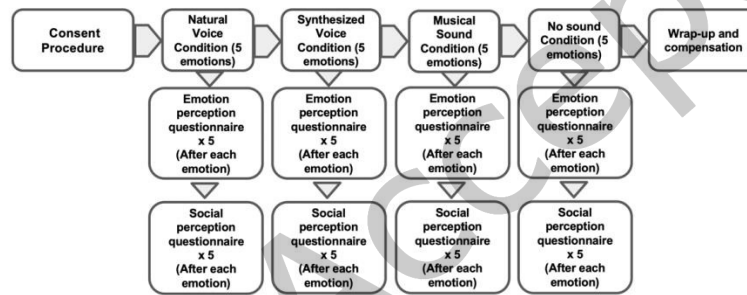 Consent
Procedure
Natural
Voice
Condition (5
emotions)
Synthesized
Voice
Condition (5
emotions)
Musical
Sound
Condition (5
emotions)
No sound
Condition (5
emotions)
Wrap-up and
compensation
Emotion
perception
questionnaire
x 5
(After each
emotion)
Emotion
perception
questionnaire
x 5
(After each
emotion)
Emotion
perception
questionnaire
x 5
(After each
emotion)
Emotion
perception
questionnaire
x 5
(After each
emotion)
Social
perception
questionnaire
x 5
(After each
emotion)
Social
perception
questionnaire
x 5
(After each
emotion)
Social
perception
questionnaire
x 5
(After each
emotion)
Social
perception
questionnaire
x 5
(After each
emotion)
Accep